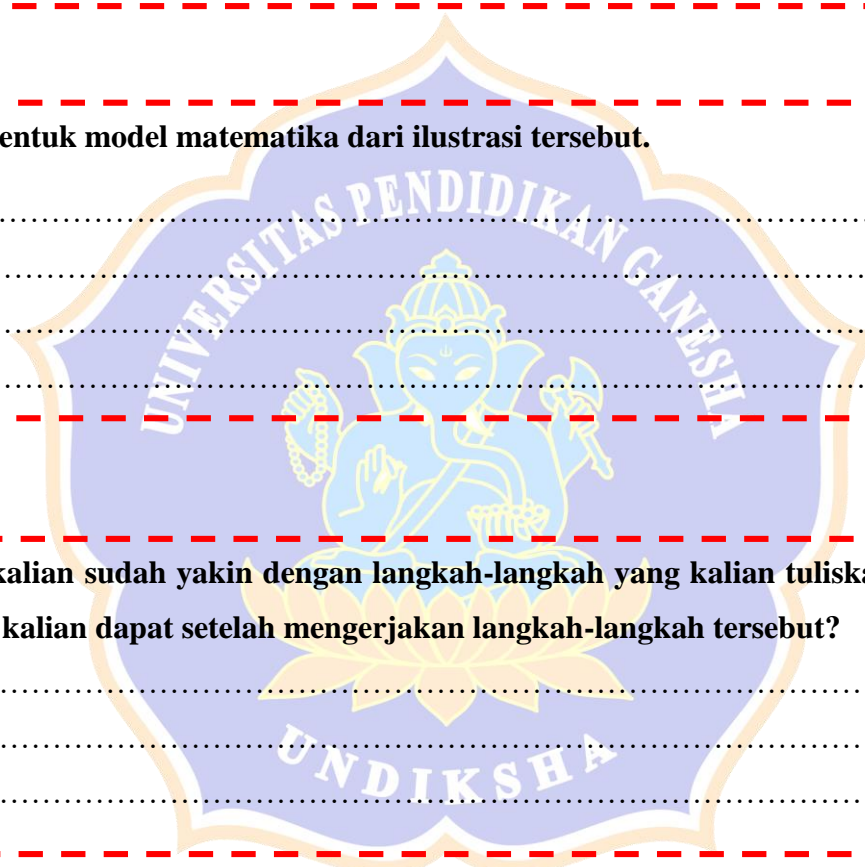 entuk model matematika dari ilustrasi tersebut.
……………………………………………………………………
……………………………………………………………………
……………………………………………………………………
……………………………………………………………………
UNIVERSITAS PENDIDIKAN GANESHA
kalian sudah yakin dengan langkah-langkah yang kalian tuliska
kalian dapat setelah mengerjakan langkah-langkah tersebut?
……………………………………………………………………
……………………………………………………………………
……………………………………………………………………
UNDIKSHA